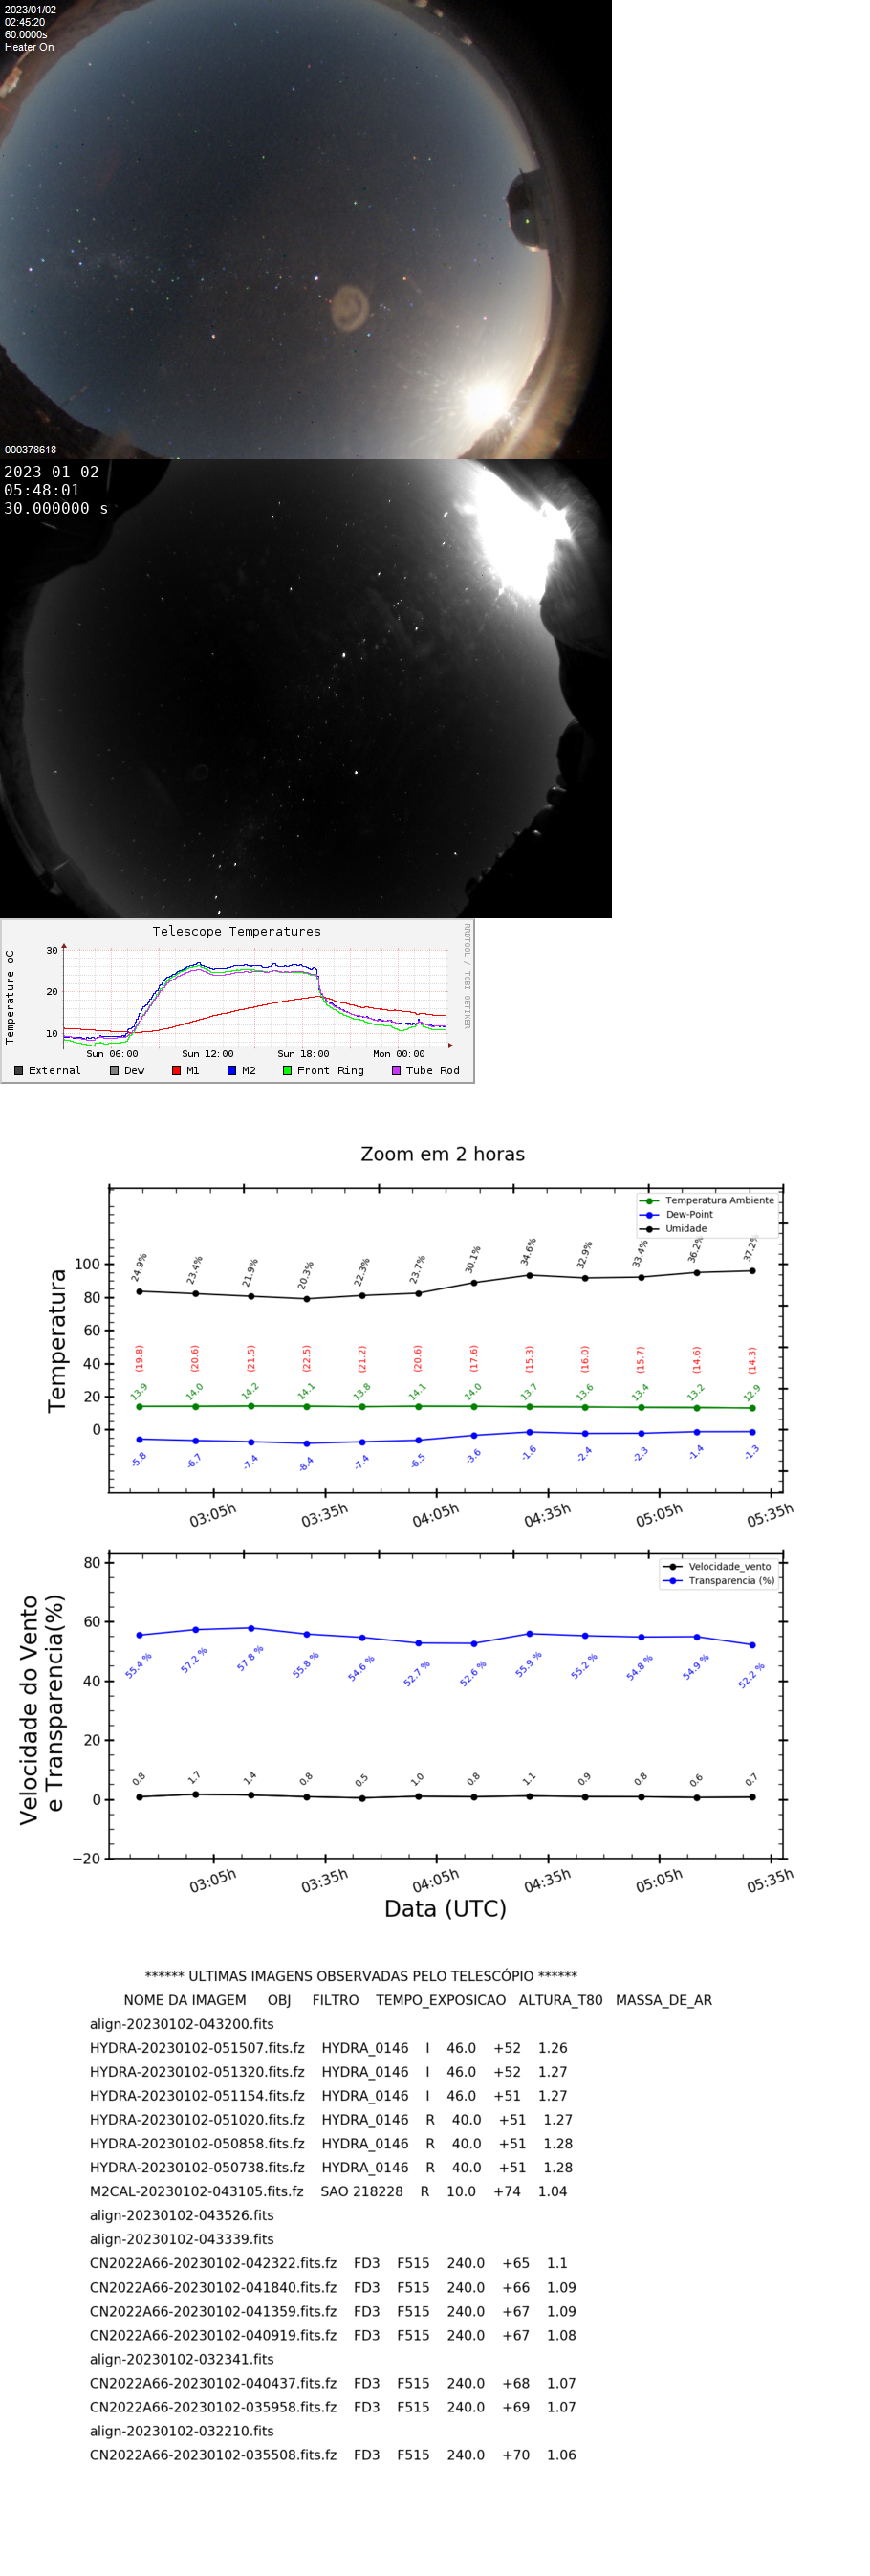 2023/01/02
02:45:20
60.0000s
Heater On
000378618
2023-01-02
05:48:01
30.000000 s
Telescope Temperatures
RRDTOOL / TOBI OETIKER
Temperature oC
30
20
10
Sun 06:00 Sun 12:00 Sun 18:00 Mon 00:00
External Dew M1 M2 Front Ring Tube Rod
Zoom em 2 horas
Temperatura
Temperatura Ambiente
Dew-Point
Umidade
100
80
60
40
20
0
24.9% 23.4% 21.9% 20.3% 22.3% 23.7% 30.1% 34.6% 32.9% 33.4% 36.2% 37.2%
(19.8) (20.6) (21.5) (22.5) (21.2) (20.6) (17.6) (15.3) (16.0) (15.7) (14.6) (14.3)
13.9 14.0 14.2 14.1 13.8 14.1 14.0 13.7 13.6 13.4 13.2 12.9
-5.8 -6.7 -7.4 -8.4 -7.4 -6.5 -3.6 -1.6 -2.4 -2.3 -1.4 -1.3
03:05h 03:35h 04:05h 04:35h 05:05h 05:35h
Velocidade do Vento
e Transparencia(%)
Velocidade_vento
Transparencia (%)
80
60
40
20
0
−20
55.4 % 57.2 % 57.8 % 55.8 % 54.6 % 52.7 % 52.6 % 55.9 % 55.2 % 54.8 % 54.9 % 52.2 %
0.8 1.7 1.4 0.8 0.5 1.0 0.8 1.1 0.9 0.8 0.6 0.7
03:05h 03:35h 04:05h 04:35h 05:05h 05:35h
Data (UTC)
****** ULTIMAS IMAGENS OBSERVADAS PELO TELESCÓPIO ******
NOME DA IMAGEM OBJ FILTRO TEMPO_EXPOSICAO ALTURA_T80 MASSA_DE_AR
align-20230102-043200.fits
HYDRA-20230102-051507.fits.fz HYDRA_0146 I 46.0 +52 1.26
HYDRA-20230102-051320.fits.fz HYDRA_0146 I 46.0 +52 1.27
HYDRA-20230102-051154.fits.fz HYDRA_0146 I 46.0 +51 1.27
HYDRA-20230102-051020.fits.fz HYDRA_0146 R 40.0 +51 1.27
HYDRA-20230102-050858.fits.fz HYDRA_0146 R 40.0 +51 1.28
HYDRA-20230102-050738.fits.fz HYDRA_0146 R 40.0 +51 1.28
M2CAL-20230102-043105.fits.fz SAO 218228 R 10.0 +74 1.04
align-20230102-043526.fits
align-20230102-043339.fits
CN2022A66-20230102-042322.fits.fz FD3 F515 240.0 +65 1.1
CN2022A66-20230102-041840.fits.fz FD3 F515 240.0 +66 1.09
CN2022A66-20230102-041359.fits.fz FD3 F515 240.0 +67 1.09
CN2022A66-20230102-040919.fits.fz FD3 F515 240.0 +67 1.08
align-20230102-032341.fits
CN2022A66-20230102-040437.fits.fz FD3 F515 240.0 +68 1.07
CN2022A66-20230102-035958.fits.fz FD3 F515 240.0 +69 1.07
align-20230102-032210.fits
CN2022A66-20230102-035508.fits.fz FD3 F515 240.0 +70 1.06